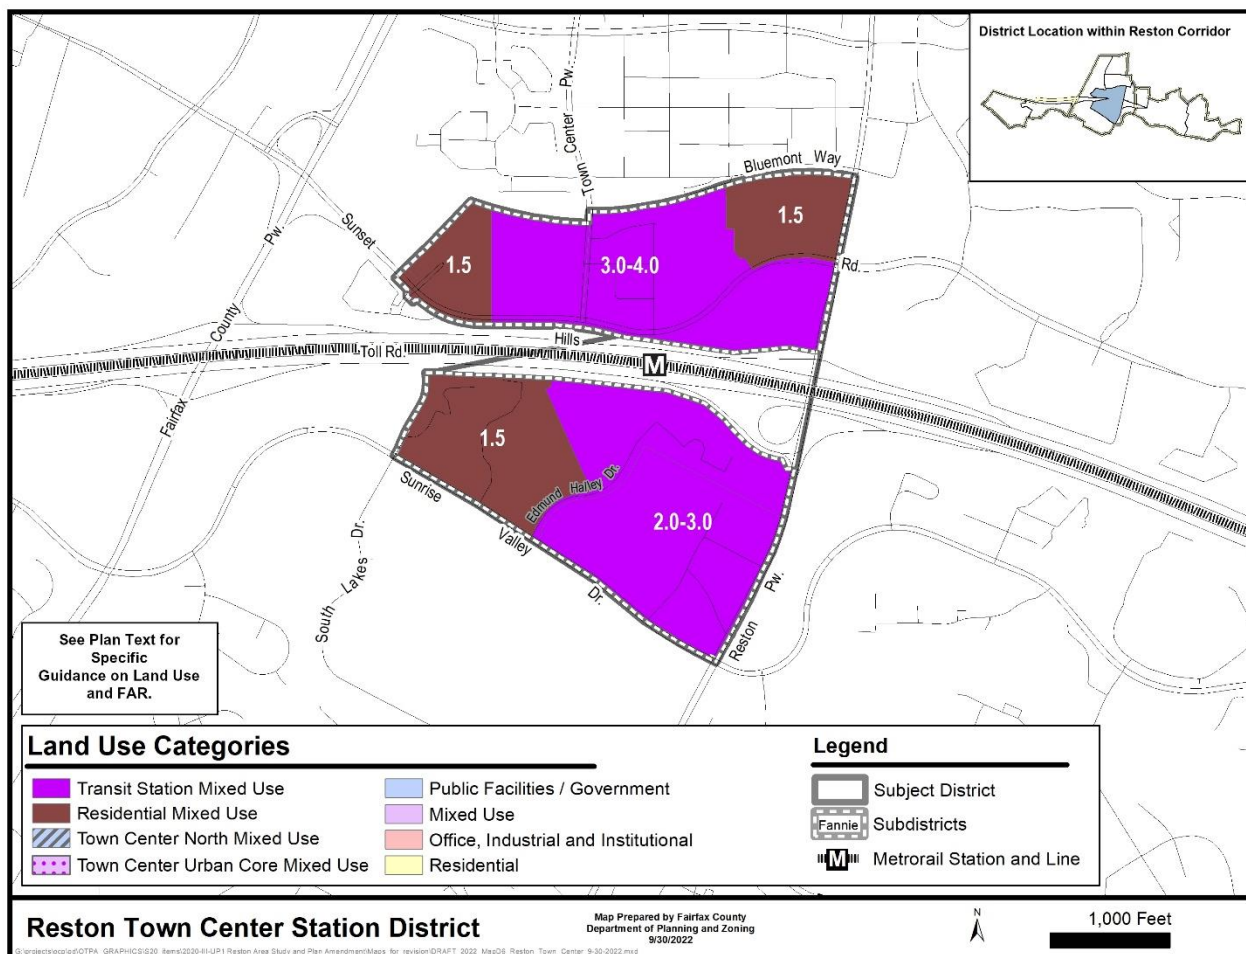 District Location within Reston Corridor
Town Center Pw.
Bluemont Way
Sunset
Hills
Rd.
Fairfax County Pw.
Toll Rd.
M
1.5
3.0-4.0
1.5
1.5
2.0-3.0
Edmund Halley Dr.
Sunrise Valley Dr.
South Lakes Dr.
Reston Pw.
See Plan Text for
Specific
Guidance on Land Use
and FAR.
Land Use Categories
Transit Station Mixed Use
Residential Mixed Use
Town Center North Mixed Use
Town Center Urban Core Mixed Use
Public Facilities / Government
Mixed Use
Office, Industrial and Institutional
Residential
Legend
Subject District
Fannie
Subdistricts
M
Metrorail Station and Line
Reston Town Center Station District
Map Prepared by Fairfax County
Department of Planning and Zoning
9/30/2022
N
1,000 Feet